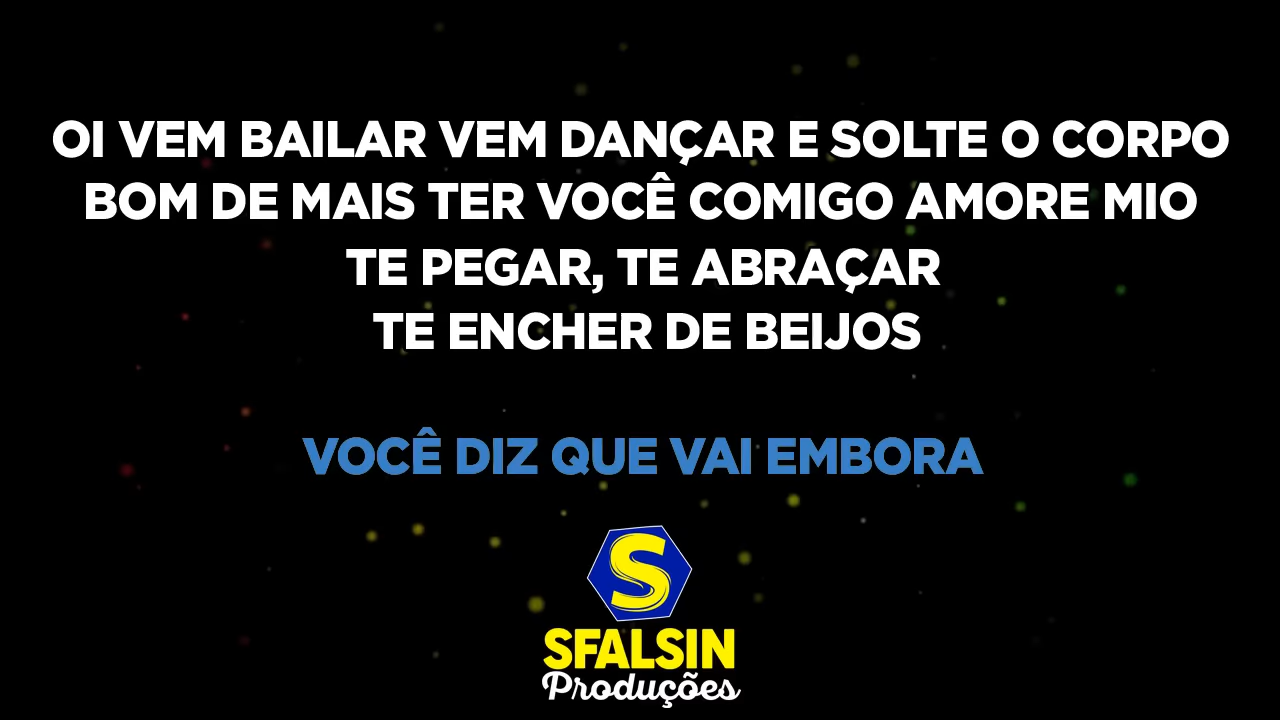 OI VEM BAILAR VEM DANÇAR E SOLTE O CORPO
BOM DE MAIS TER VOCÊ COMIGO AMORE MIO
TE PEGAR, TE ABRAÇAR
TE ENCHER DE BEIJOS
VOCÊ DIZ QUE VAI EMBORA
S
SFALSIN
Produções